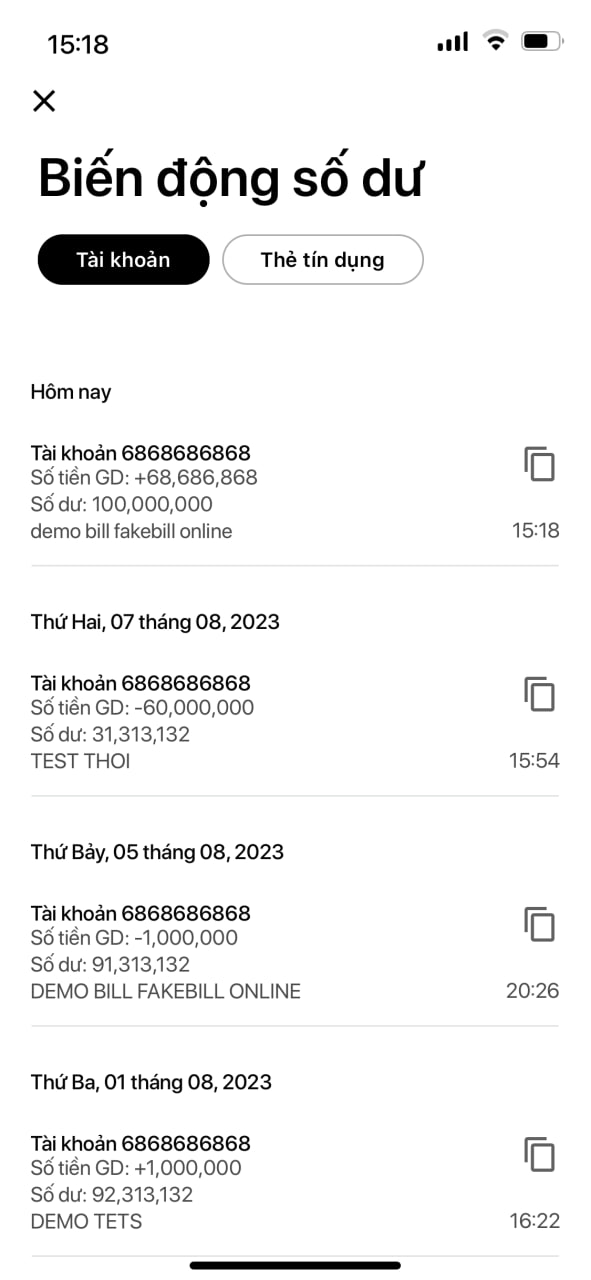 15:18
Biến động số dư
Tài khoản
Thẻ tín dụng
Hôm nay
Tài khoản 6868686868
Số tiền GD: +68,686,868
Số dư: 100,000,000
demo bill fakebill online
15:18
Thứ Hai, 07 tháng 08, 2023
Tài khoản 6868686868
Số tiền GD: -60,000,000
Số dư: 31,313,132
TEST THOI
15:54
Thứ Bảy, 05 tháng 08, 2023
Tài khoản 6868686868
Số tiền GD: -1,000,000
Số dư: 91,313,132
DEMO BILL FAKEBILL ONLINE
20:26
Thứ Ba, 01 tháng 08, 2023
Tài khoản 6868686868
Số tiền GD: +1,000,000
Số dư: 92,313,132
DEMO TETS
16:22